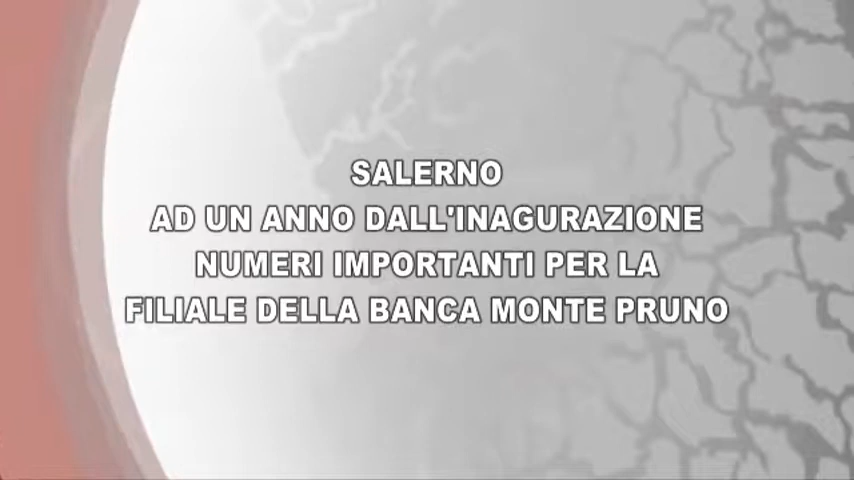 SALERNO
AD UN ANNO DALL'INAGURAZIONE
NUMERI IMPORTANTI PER LA
FILIALE DELLA BANCA MONTE PRUNO